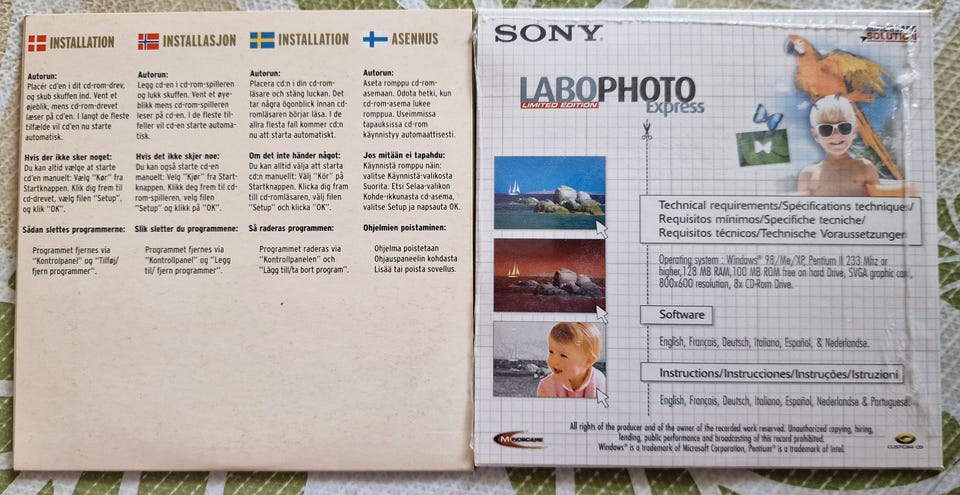 INSTALLATION
Autorun:
Placér cd'en i dit cd-rom-drev,
og skub skuffen ind. Vent et
øjeblik, mens cd-rom-drevet
læser på cd'en. I langt de fleste
tilfælde vil cd'en nu starte
automatisk.
Hvis der ikke sker noget:
Du kan altid vælge at starte
cd'en manuelt: Vælg "Kør" fra
Startknappen. Klik dig frem til
cd-drevet, vælg filen "Setup",
og klik "OK".
Sådan slettes programmerne:
Programmet fjernes via
"Kontrolpanel" og "Tilføj/
fjern programmer".
INSTALLASJON
Autorun:
Legg cd-en i cd-rom-spilleren
og lukk skuffen. Vent et øye-
blikk mens cd-rom-spilleren
leser på cd-en. I de fleste til-
feller vil cd-en starte automa-
tisk.
Hvis det ikke skjer noe:
Du kan også starte cd-en
manuelt: Velg "Kjør" fra Start-
knappen. Klikk deg frem til cd-
rom-spilleren, velg filen
"Setup" og klikk på "OK".
Slik sletter du programmene:
Programmet fjernes via
"Kontrollpanel" og "Legg
til/ fjern programmer".
INSTALLATION
Autorun:
Placera cd:n i din cd-rom-
läsare och stäng luckan. Det
tar några ögonblick innan cd-
romläsaren börjar läsa. I de
allra flesta fall kommer cd:n
nu att starta automatiskt.
Om det inte händer något:
Du kan alltid välja att starta
cd:n manuellt: Välj "Kör" på
Startknappen. Klicka dig fram
till cd-romläsaren, välj filen
"Setup" och klicka "OK".
Så raderas programmen:
Programmet raderas via
"Kontrollpanelen" och
"Lägg till/ta bort program".
ASENNUS
Autorun:
Aseta romppu cd-rom-
asemaan. Odota hetki, kun
cd-rom-asema lukee
romppua. Useimmissa
tapauksissa cd-rom
käynnistyy automaattisesti.
Jos mitään ei tapahdu:
Käynnistä romppu näin:
valitse Käynnistä-valikosta
Suorita. Etsi Selaa-valikon
Kohde-ikkunasta cd-asema,
valitse Setup ja napsauta OK.
Ohjelmien poistaminen:
Ohjelma poistetaan
Ohjauspaneelin kohdasta
Lisää tai poista sovellus.
SONY
SOLUTION
LABOPHOTO
LIMITED EDITION
Express
Technical requirements/Spécifications techniques/
Requisitos mínimos/Specifiche tecniche/
Requisitos técnicos/Technische Voraussetzungen
Operating system : Windows® 98/Me/XP, Pentium II 233 Mhz or
higher,128 MB RAM,100 MB ROM free on hard Drive, SVGA graphic card,
800x600 resolution, 8x CD-Rom Drive.
Software
English, Français, Deutsch, Italiano, Español, & Nederlandse.
Instructions/Instrucciones/Instruções/Istruzioni
English, Français, Deutsch, Italiano, Español, Nederlandse & Portuguese.
All rights of the producer and of the owner of the recorded work reserved. Unauthorized copying, hiring,
lending, public performance and broadcasting of this record prohibited.
Windows® is a trademark of Microsoft Corporation, Pentium® is a trademark of Intel.
MINDSCAPE
CUSTOM CD